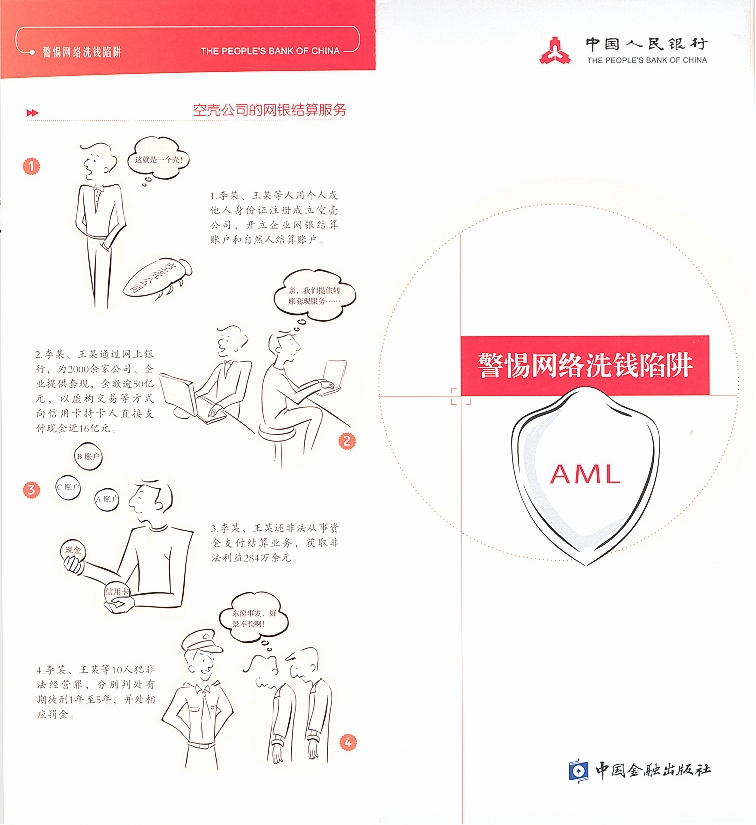 警惕网络洗钱陷阱
THE PEOPLE'S BANK OF CHINA
空壳公司的网银结算服务
1
这就是一个壳!
1.李某、王某等人用个人或
他人身份证注册成立空壳
公司,开立企业网银结算
账户和自然人结算账户。
空壳公司
亲,我们提供转
账套现服务……
2.李某、王某通过网上银
行,为2000余家公司、企
业提供套现,金额逾50亿
元,以虚构交易等方式
向信用卡持卡人直接支
付现金近16亿元。
2
B 账户
3
C 账户
A 账户
现金
信用卡
3.李某、王某还非法从事资
金支付结算业务,获取非
法利益284万余元。
东窗事发,好
景不长啊!
4.李某、王某等10人犯非
法经营罪,分别判处有
期徒刑1年至5年,并处相
应罚金。
4
中国人民银行
THE PEOPLE'S BANK OF CHINA
警惕网络洗钱陷阱
AML
中国金融出版社